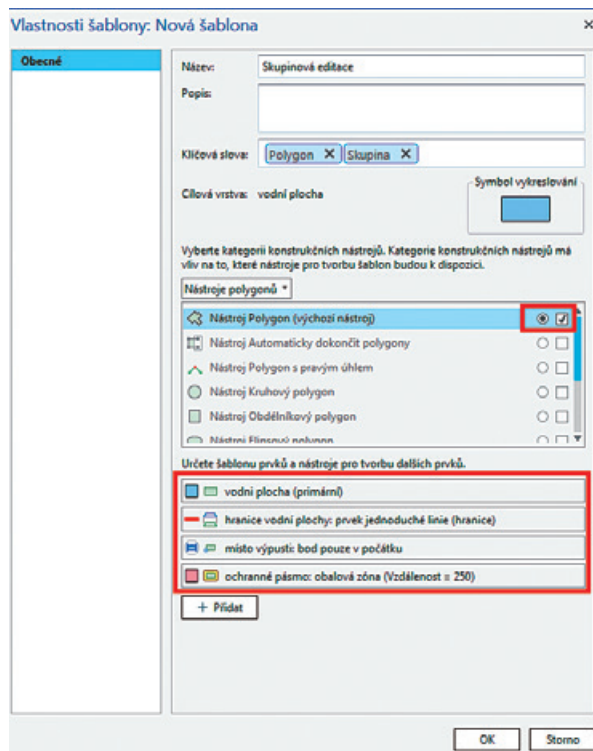 Vlastnosti šablony: Nová šablona
Obecné
Název: Skupinová editace
Popis:
Klíčová slova: Polygon Skupina
Cílová vrstva: vodní plocha
Symbol vykreslování
Vyberte kategorii konstrukčních nástrojů. Kategorie konstrukčních nástrojů má
vliv na to, které nástroje pro tvorbu šablon budou k dispozici.
Nástroje polygonů
Nástroj Polygon (výchozí nástroj)
Nástroj Automaticky dokončit polygony
Nástroj Polygon s pravým úhlem
Nástroj Kruhový polygon
Nástroj Obdélníkový polygon
Nástroj Elipsový polygon
Určete šablonu prvků a nástroje pro tvorbu dalších prvků.
vodní plocha (primární)
hranice vodní plochy: prvek jednoduché linie (hranice)
místo výpusti: bod pouze v počátku
ochranné pásmo: obalová zóna (Vzdálenost = 250)
+ Přidat
OK Storno